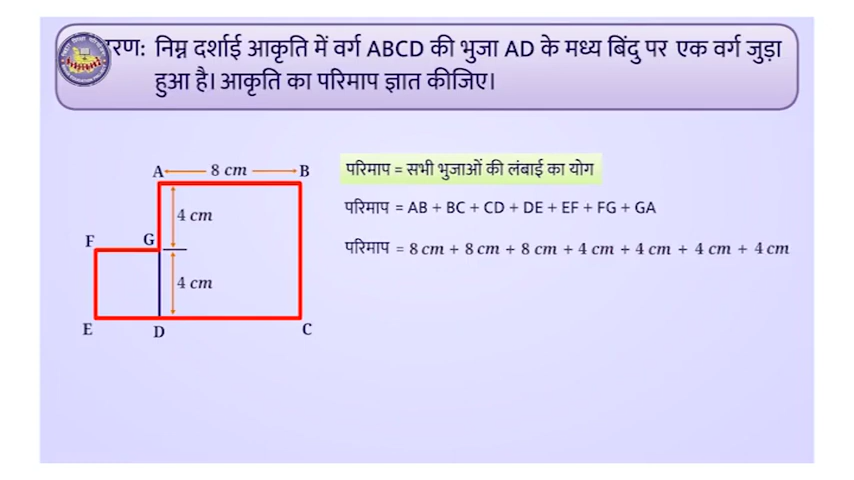 रण: निम्न दर्शाई आकृति में वर्ग ABCD की भुजा AD के मध्य बिंदु पर एक वर्ग जुड़ा
हुआ है। आकृति का परिमाप ज्ञात कीजिए।
A 8 cm B
परिमाप = सभी भुजाओं की लंबाई का योग
4 cm
परिमाप = AB + BC + CD + DE + EF + FG + GA
F G
परिमाप = 8 cm + 8 cm + 8 cm + 4 cm + 4 cm + 4 cm + 4 cm
4 cm
E D C